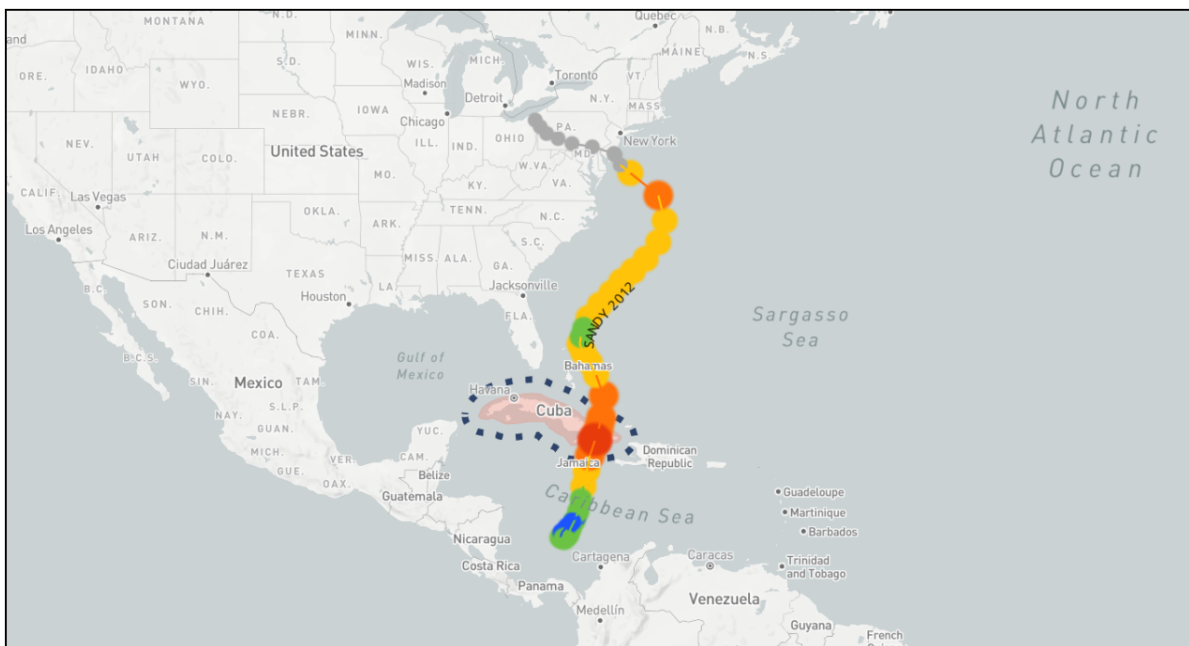 MONTANA
N.D.
MINN.
Quebec
N.B.
MAINE
N.S.
and
ORE.
IDAHO
WYO.
S.D.
WIS.
Madison
MICH.
Toronto
VT.
N.Y.
MASS
Detroit
Chicago
IOWA
NEBR.
NEV.
UTAH
COLO.
United States
ILL.
IND.
OHIO
PA.
New York
MD.
W.VA.
VA.
KY.
MO.
KANS.
CALIF.
Las Vegas
Los Angeles
ARIZ.
N.M.
OKLA.
ARK.
TENN.
N.C.
S.C.
MISS.
ALA.
GA.
Ciudad Juárez
TEXAS
LA.
Jacksonville
Houston
FLA.
B.C.
SON.
CHIH.
COA.
B.C.S.
SIN.
Mexico
TAM.
NAY.
S.L.P.
GUAN.
MICH.
VER.
GUE.
OAX.
YUC.
CAM.
Gulf of
Mexico
SANDY 2012
Bahamas
Havana
Cuba
Jamaica
Dominican
Republic
Belize
Guatemala
Caribbean Sea
Nicaragua
Costa Rica
Panama
Cartagena
Caracas
Medellín
Venezuela
Guadeloupe
Martinique
Barbados
Trinidad
and Tobago
Guyana
French
North
Atlantic
Ocean
Sargasso
Sea